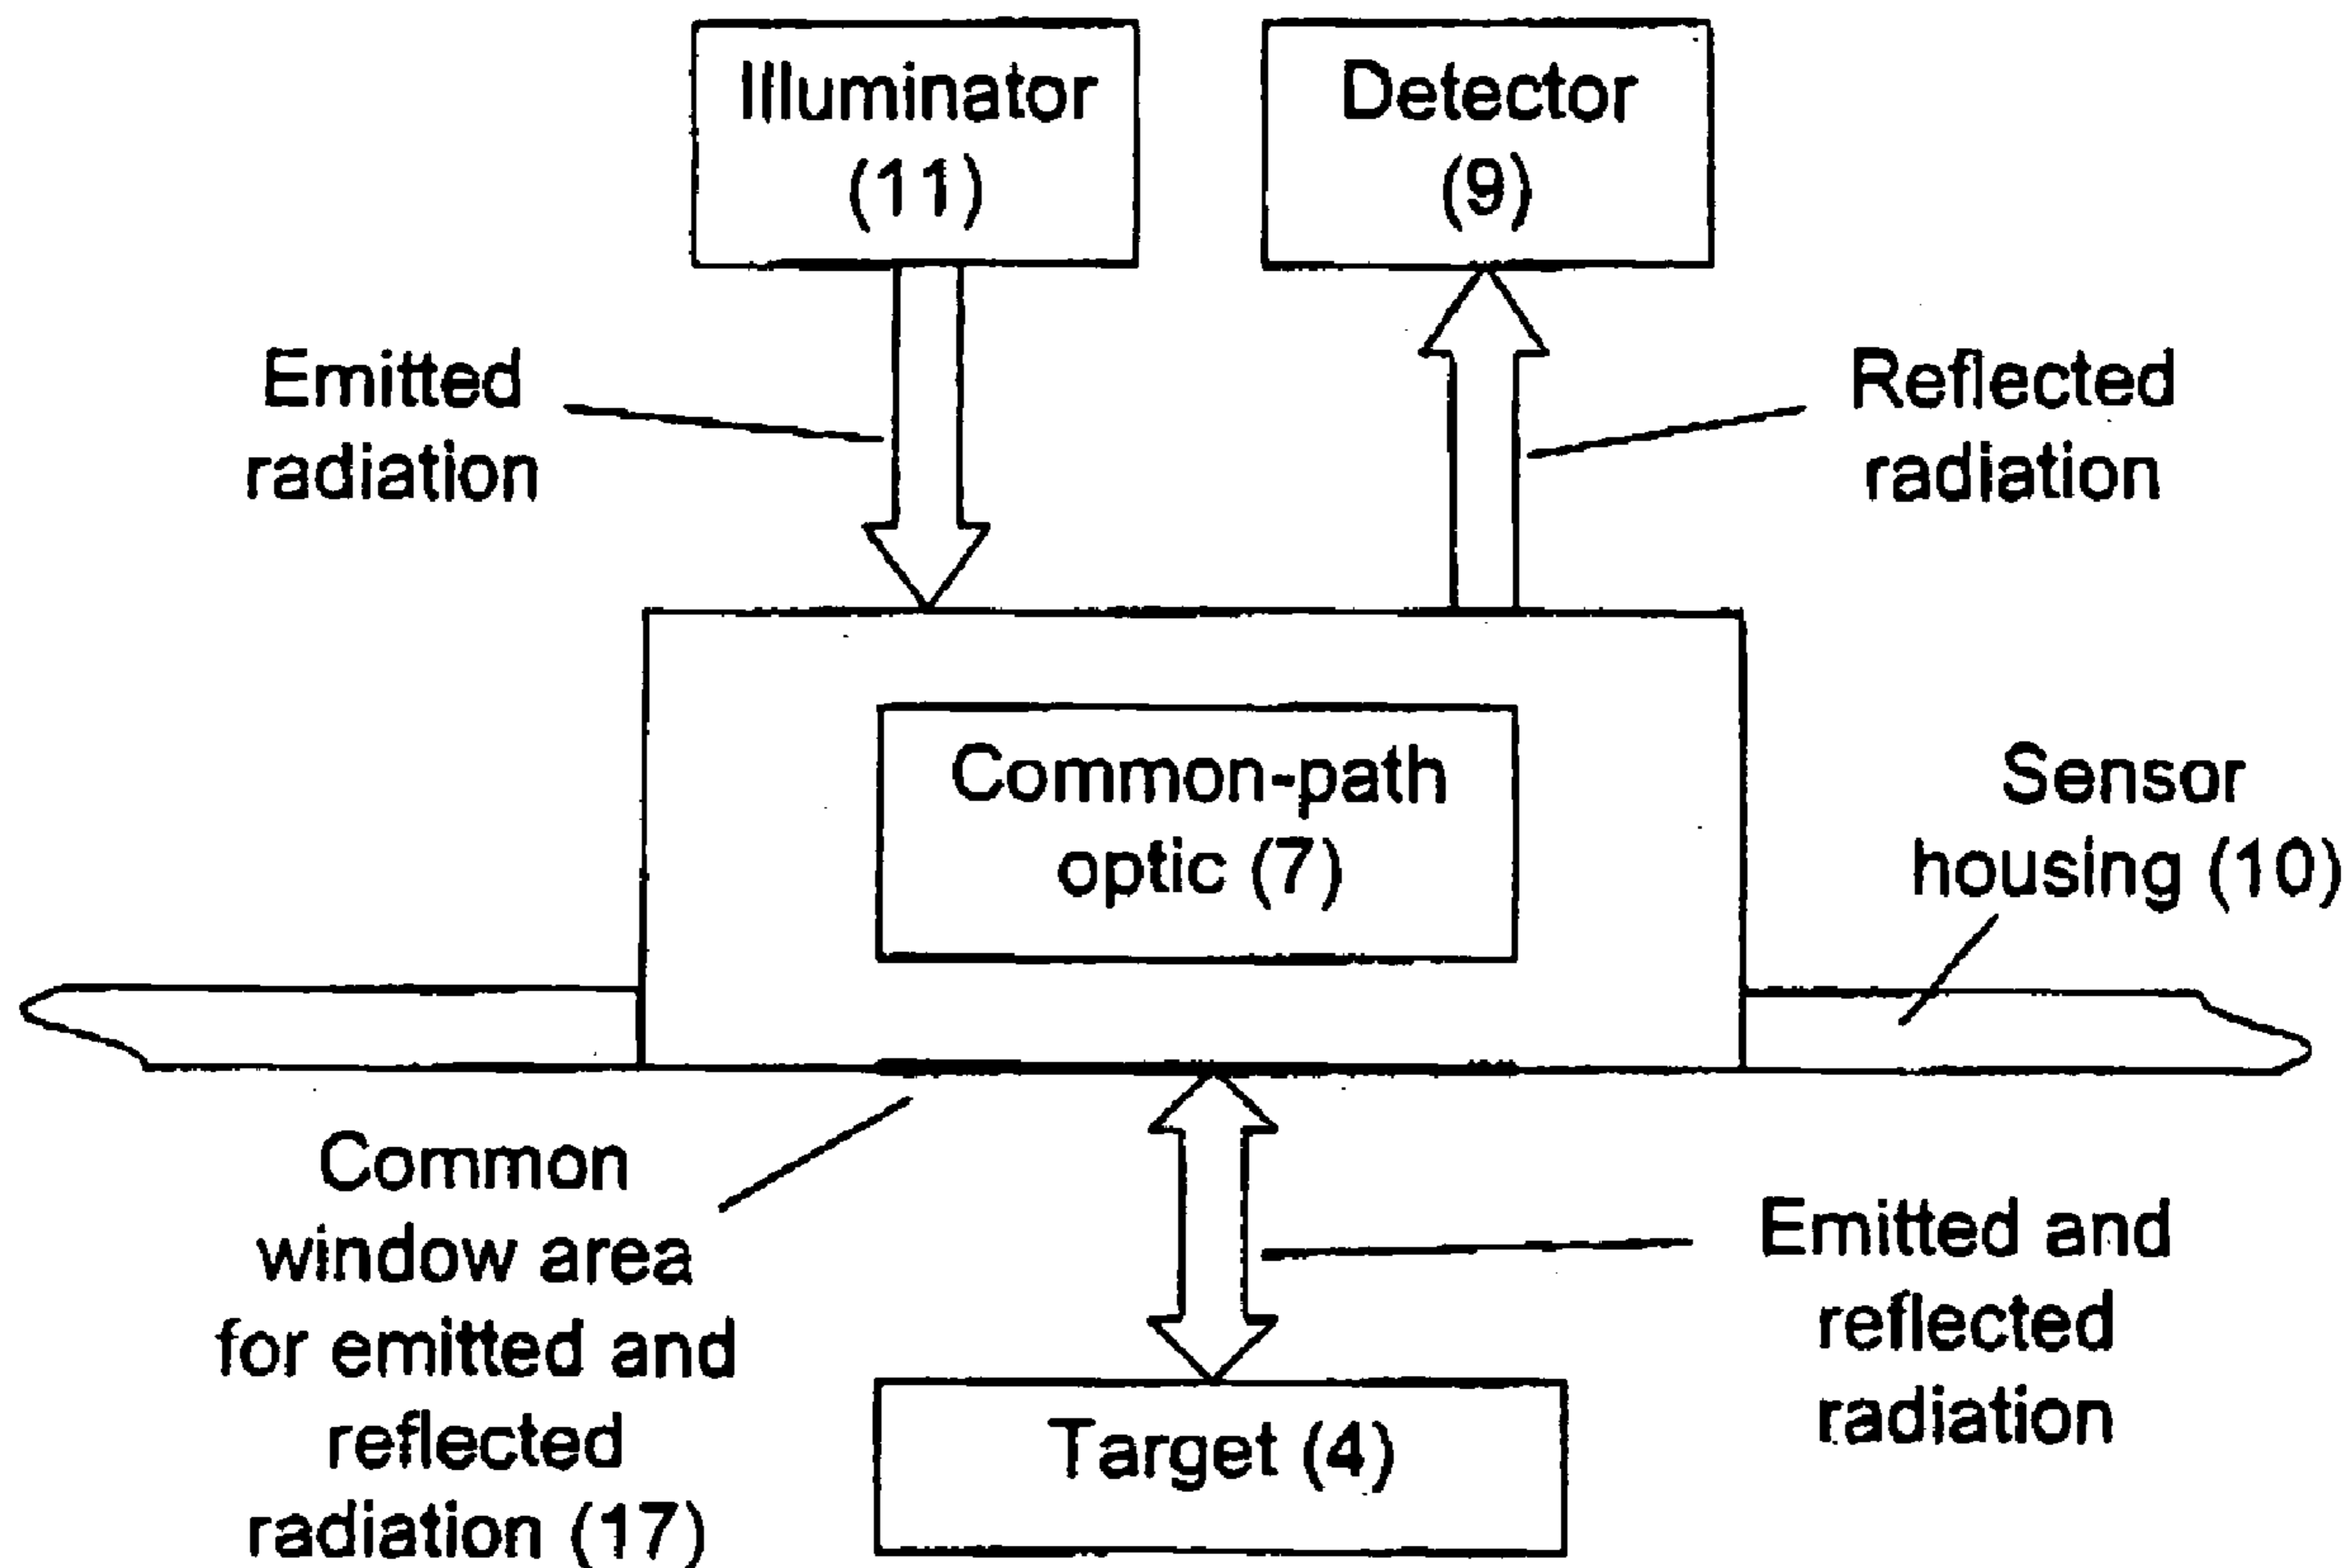 Illuminator
(11)
Detector
(9)
Emitted
radiation
Reflected
radiation
Common-path
optic (7)
Sensor
housing (10)
Common
window area
for emitted and
reflected
radiation (17)
Emitted and
reflected
radiation
Target (4)